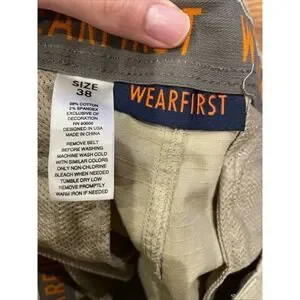 WEARFIRST
W
SIZE
38
98% COTTON
2% SPANDEX
EXCLUSIVE OF
DECORATION
RN 90606
DESIGNED IN USA
MADE IN CHINA
REMOVE BELT
BEFORE WASHING
MACHINE WASH COLD
WITH SIMILAR COLORS
ONLY NON-CHLORINE
BLEACH WHEN NEEDED
TUMBLE DRY LOW
REMOVE PROMPTLY
WARM IRON IF NEEDED
WEARFIRST